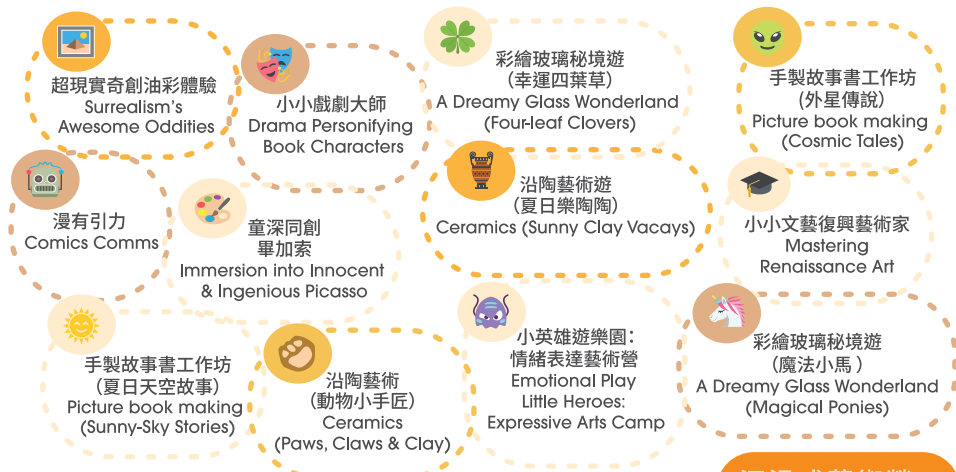 超現實奇創油彩體驗
Surrealism's
Awesome Oddities
小小戲劇大師
Drama Personifying
Book Characters
彩繪玻璃秘境遊
(幸運四葉草)
A Dreamy Glass Wonderland
(Four-leaf Clovers)
手製故事書工作坊
(外星傳說)
Picture book making
(Cosmic Tales)
漫有引力
Comics Comms
童深同創
畢加索
Immersion into Innocent
& Ingenious Picasso
沿陶藝術遊
(夏日樂陶陶)
Ceramics (Sunny Clay Vacays)
小小文藝復興藝術家
Mastering
Renaissance Art
手製故事書工作坊
(夏日天空故事)
Picture book making
(Sunny-Sky Stories)
沿陶藝術
(動物小手匠)
Ceramics
(Paws, Claws & Clay)
小英雄遊樂園：
情緒表達藝術營
Emotional Play
Little Heroes:
Expressive Arts Camp
彩繪玻璃秘境遊
(魔法小馬)
A Dreamy Glass Wonderland
(Magical Ponies)